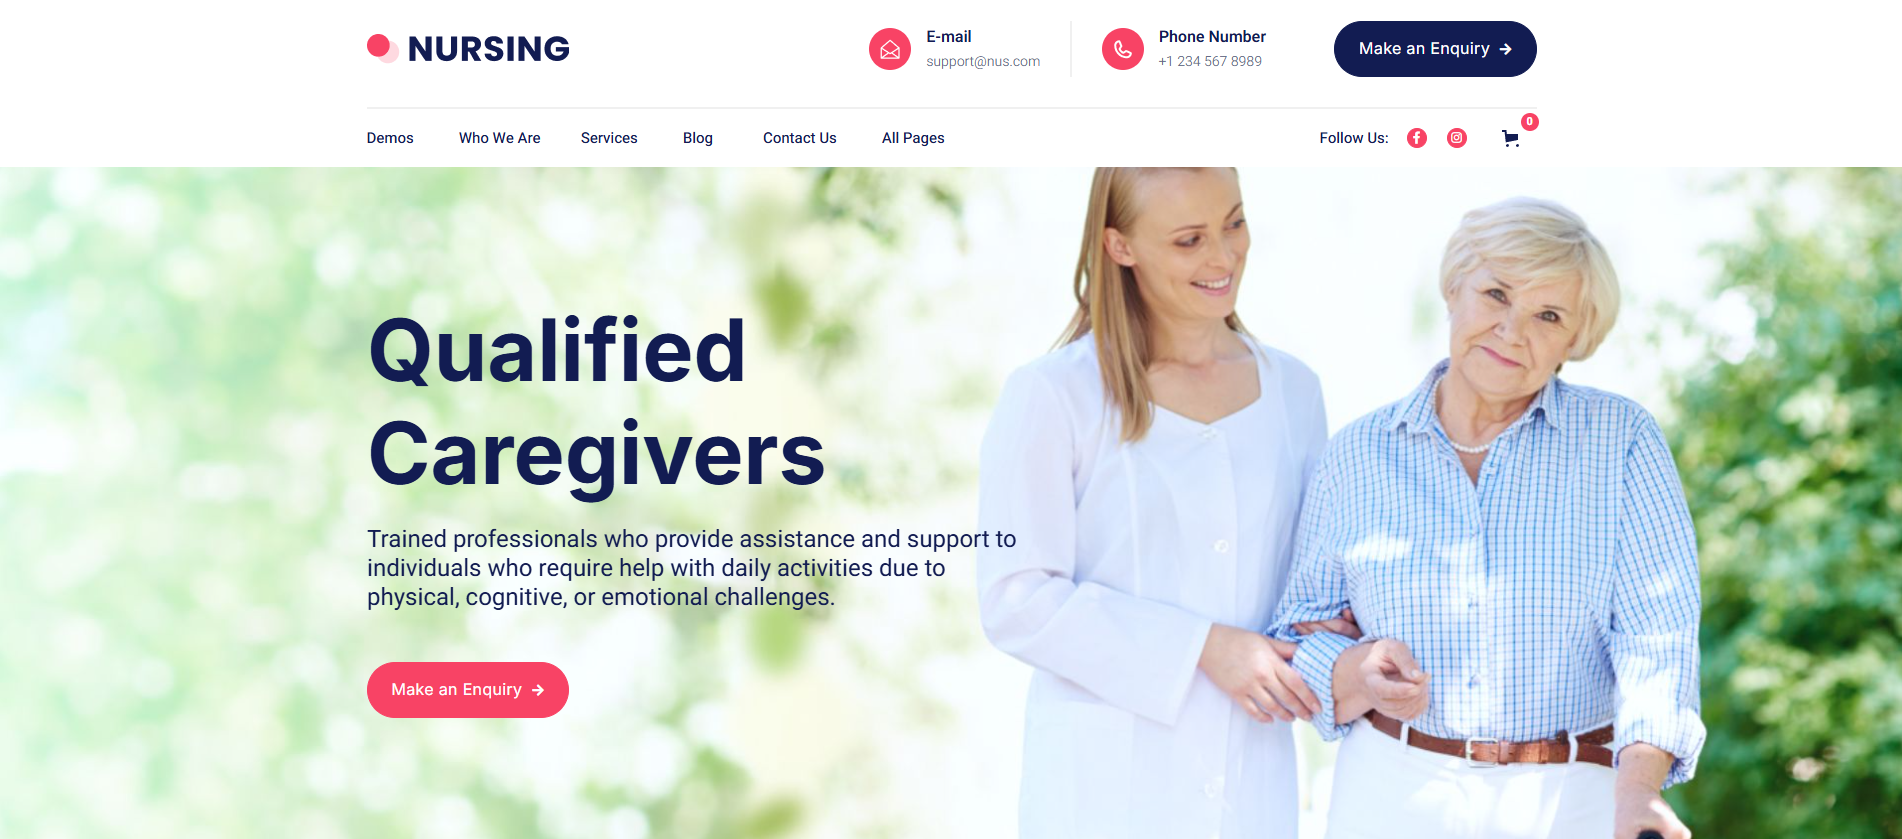 NURSING
E-mail
support@nus.com
Phone Number
+1 234 567 8989
Make an Enquiry
Demos Who We Are Services Blog Contact Us All Pages
Follow Us:
0
Qualified
Caregivers
Trained professionals who provide assistance and support to
individuals who require help with daily activities due to
physical, cognitive, or emotional challenges.
Make an Enquiry